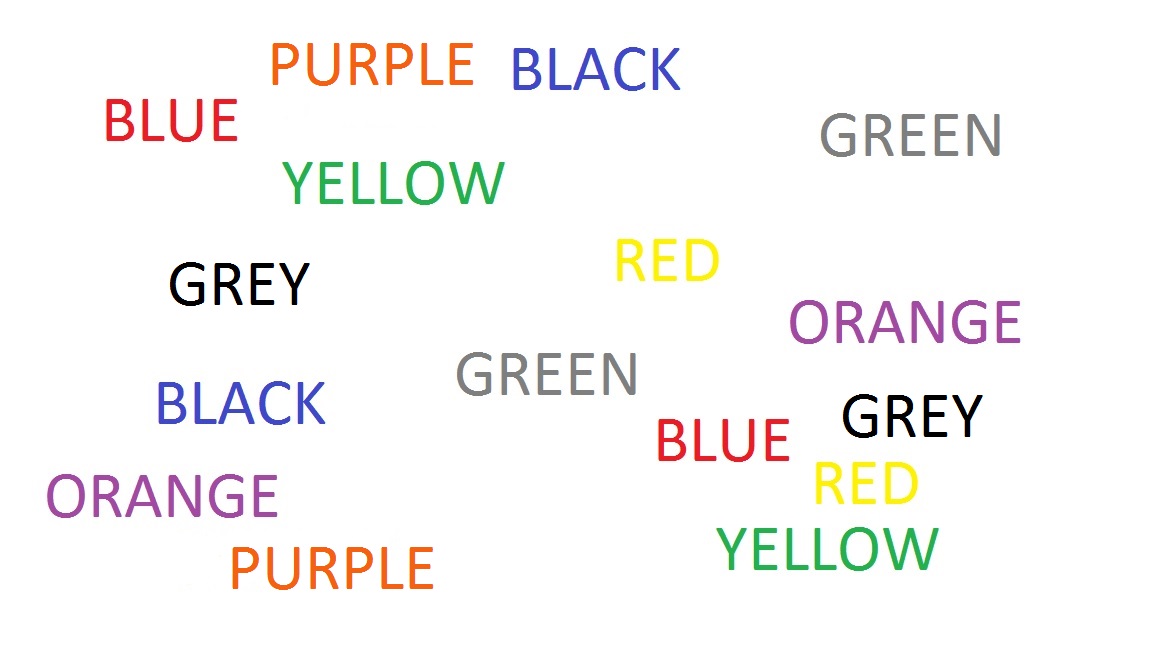 PURPLE BLACK
BLUE
GREEN
YELLOW
RED
GREY
ORANGE
GREEN
BLACK
GREY
BLUE
RED
ORANGE
YELLOW
PURPLE